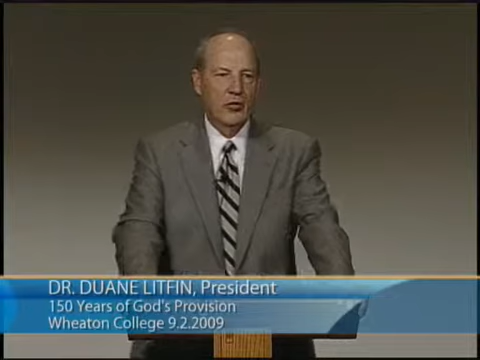 DR. DUANE LITFIN, President
150 Years of God's Provision
Wheaton College 9.2.2009